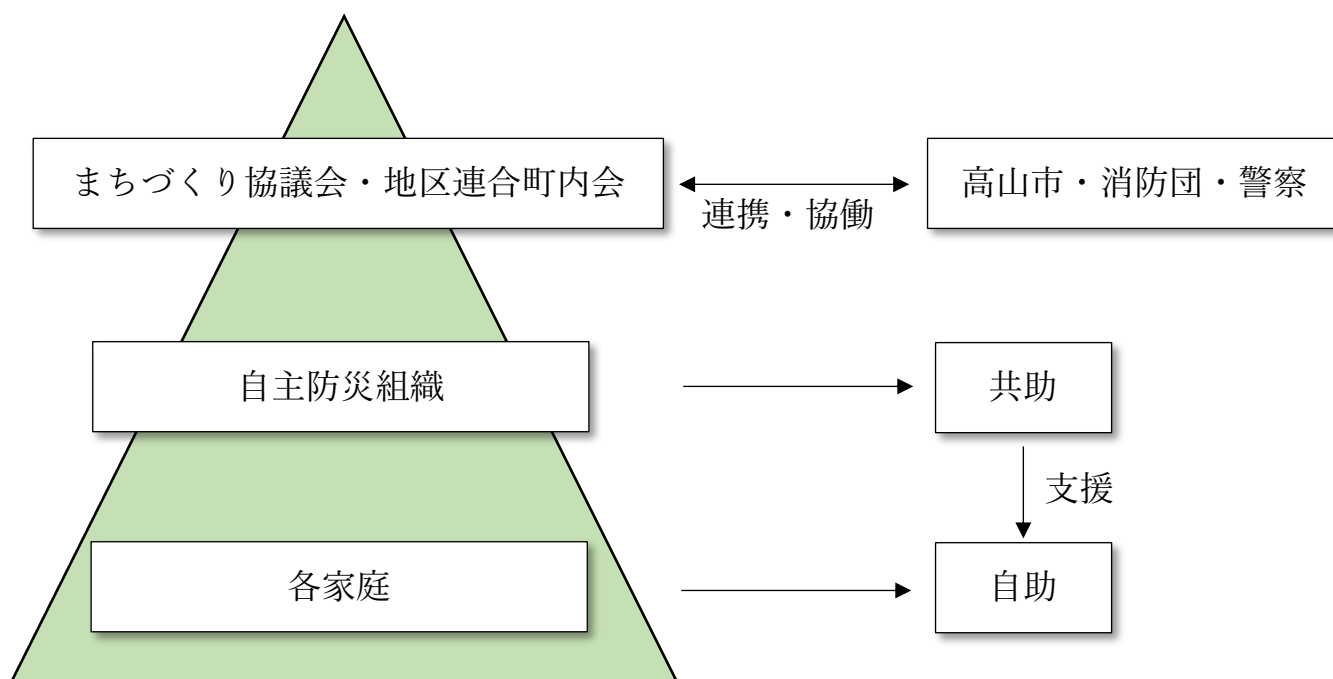 まちづくり協議会・地区連合町内会
高山市・消防団・警察
連携・協働
自主防災組織
共助
支援
各家庭
自助